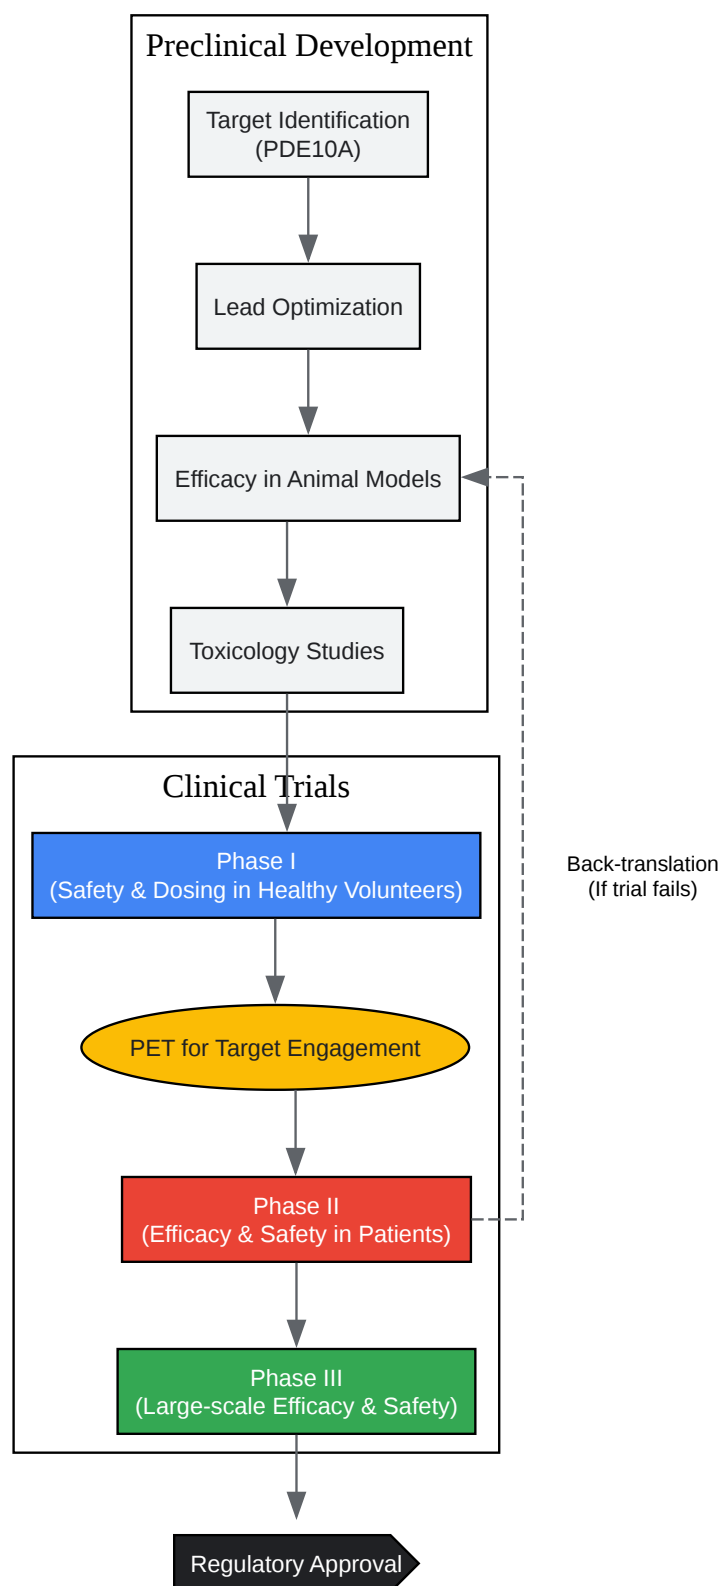 Preclinical Development
Target Identification
(PDE10A)
Lead Optimization
Efficacy in Animal Models
Toxicology Studies
Clinical Trials
Phase I
(Safety & Dosing in Healthy Volunteers)
Back-translation
(If trial fails)
PET for Target Engagement
Phase II
(Efficacy & Safety in Patients)
Phase III
(Large-scale Efficacy & Safety)
Regulatory Approval